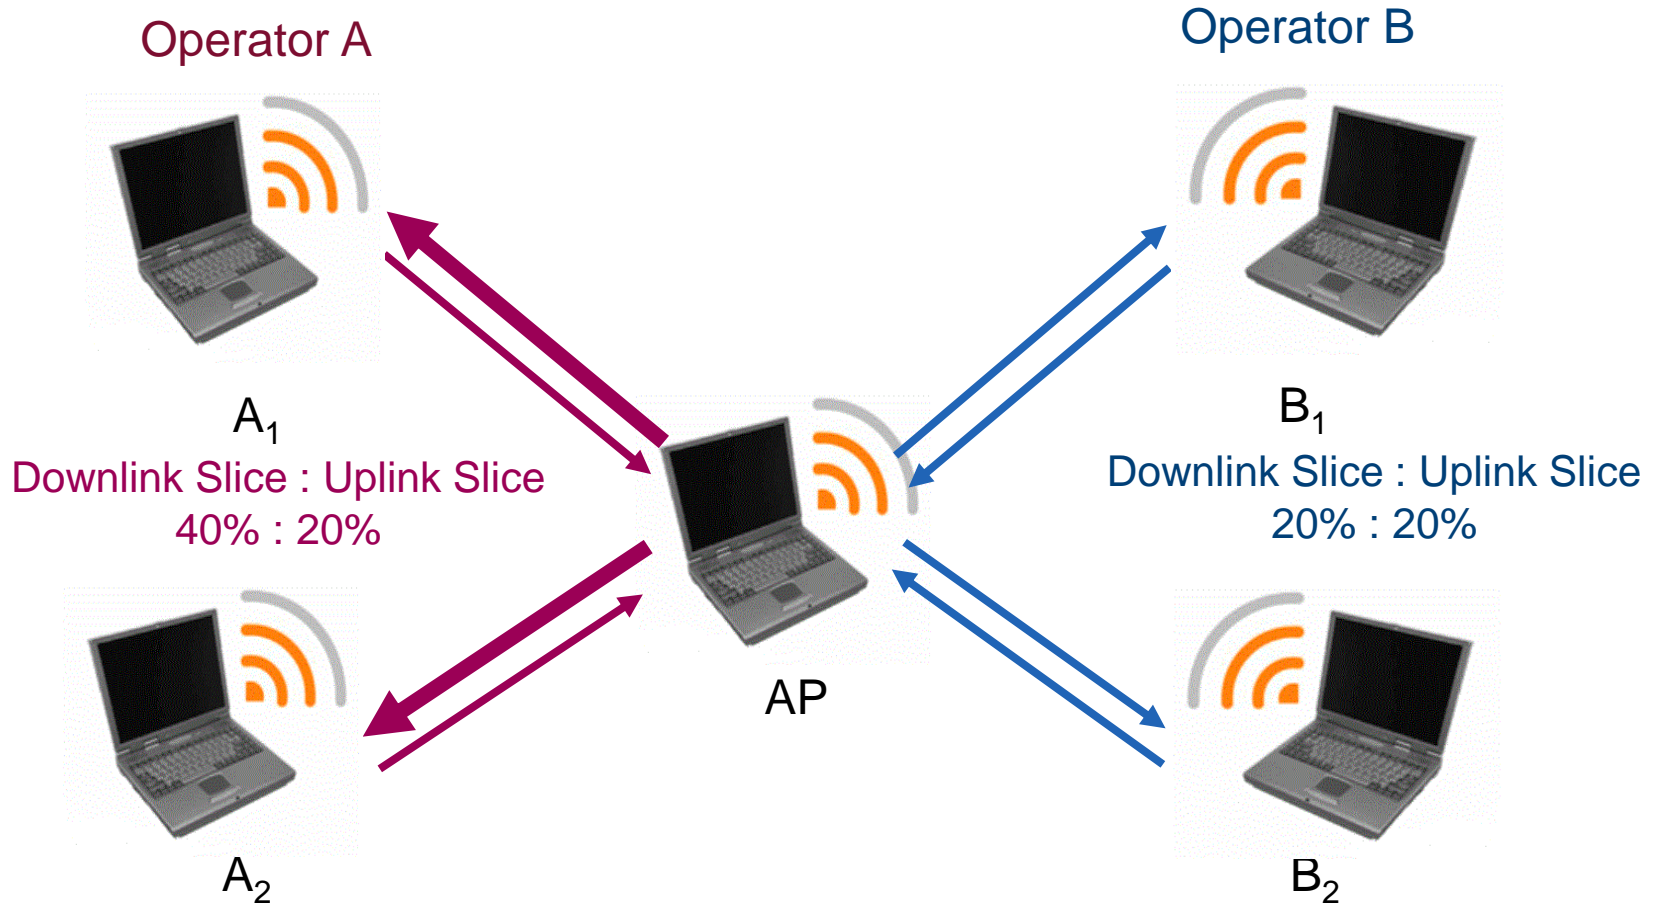 Operator A
Operator B
A₁
B₁
Downlink Slice : Uplink Slice
40% : 20%
Downlink Slice : Uplink Slice
20% : 20%
AP
A₂
B₂